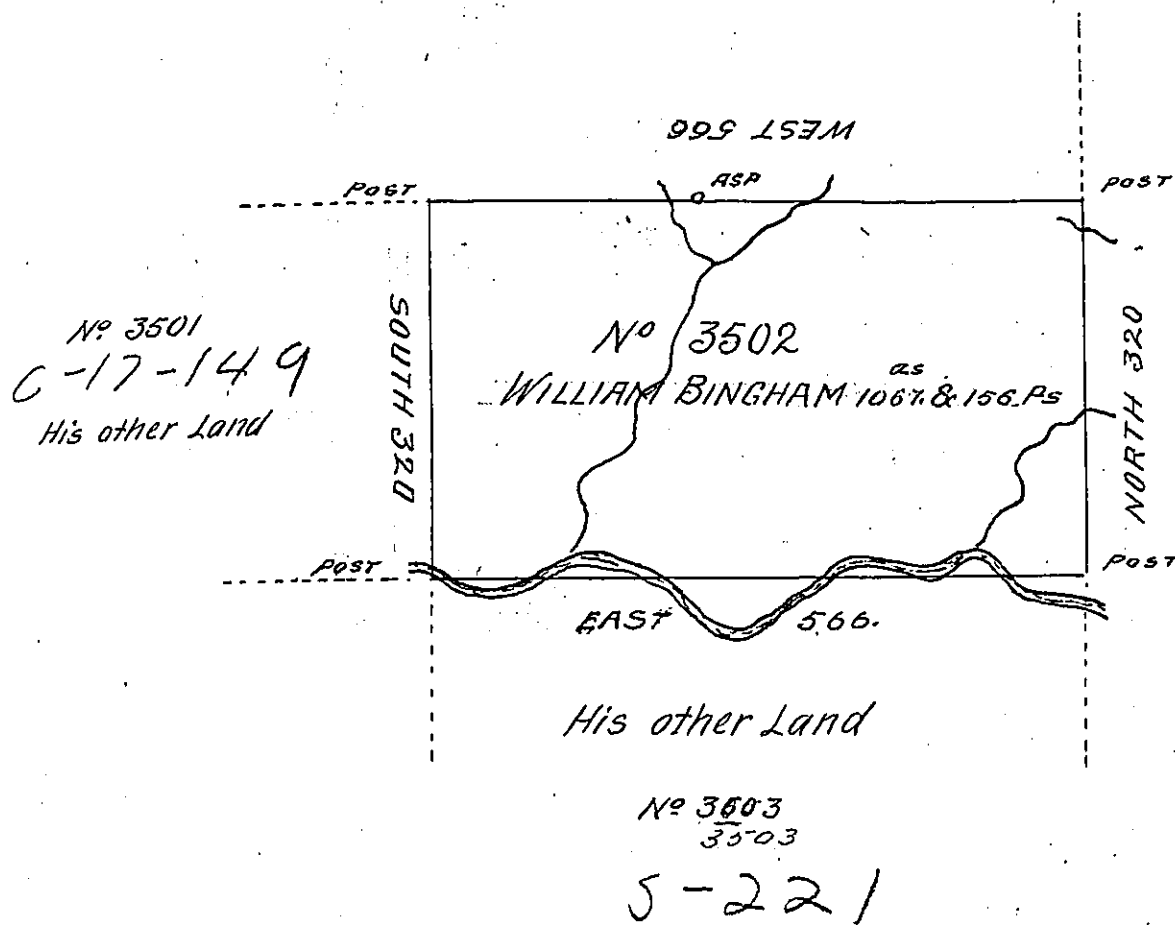 WEST 566
ASP
POST
POST
Nº 3501
C-17-149
His other Land
SOUTH 320
Nº 3502
WILLIAM BINGHAM 1067.as & 156.Ps
NORTH 320
POST
POST
EAST 566.
His other Land
Nº 3603
3503
S-221